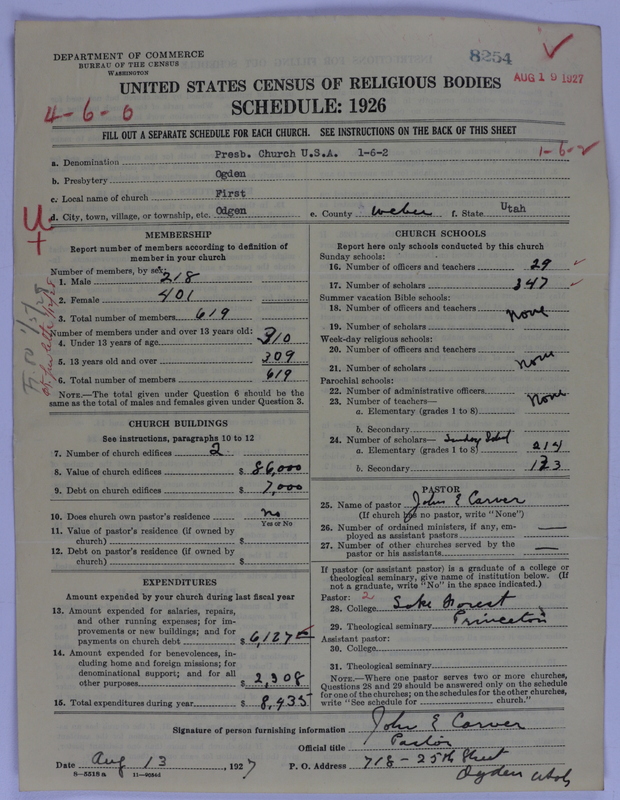 DEPARTMENT OF COMMERCE
BUREAU OF THE CENSUS
WASHINGTON
8254
AUG 19 1927
UNITED STATES CENSUS OF RELIGIOUS BODIES
SCHEDULE: 1926
4-6-0
FILL OUT A SEPARATE SCHEDULE FOR EACH CHURCH. SEE INSTRUCTIONS ON THE BACK OF THIS SHEET
a. Denomination Presb. Church U.S.A. 1-6-2 1-6-2
b. Presbytery Ogden
c. Local name of church First
d. City, town, village, or township, etc. Odgen e. County Weber f. State Utah
U
MEMBERSHIP
Report number of members according to definition of
member in your church
Number of members, by sex:
1. Male 218
2. Female 401
3. Total number of members 619
Number of members under and over 13 years old:
4. Under 13 years of age 310
5. 13 years old and over 309
6. Total number of members 619
NOTE.—The total given under Question 6 should be the
same as the total of males and females given under Question 3.
CHURCH BUILDINGS
See instructions, paragraphs 10 to 12
7. Number of church edifices 2
8. Value of church edifices $ 86,000
9. Debt on church edifices $ 7,000
10. Does church own pastor's residence No
Yes or No
11. Value of pastor's residence (if owned by
church) $
12. Debt on pastor's residence (if owned by
church) $
EXPENDITURES
Amount expended by your church during last fiscal year
13. Amount expended for salaries, repairs,
and other running expenses; for im-
provements or new buildings; and for
payments on church debt $ 6,127
14. Amount expended for benevolences, in-
cluding home and foreign missions; for
denominational support; and for all
other purposes $ 2,308
15. Total expenditures during year $ 8,435
CHURCH SCHOOLS
Report here only schools conducted by this church
Sunday schools:
16. Number of officers and teachers 29
17. Number of scholars 347
Summer vacation Bible schools:
18. Number of officers and teachers
none
19. Number of scholars
Week-day religious schools:
20. Number of officers and teachers
none
21. Number of scholars
Parochial schools:
22. Number of administrative officers
none
23. Number of teachers—
a. Elementary (grades 1 to 8)
b. Secondary
24. Number of scholars— Sunday School
a. Elementary (grades 1 to 8) 214
b. Secondary 133
PASTOR
25. Name of pastor John E Carver
(If church has no pastor, write "None")
26. Number of ordained ministers, if any, em-
ployed as assistant pastors —
27. Number of other churches served by the
pastor or his assistants —
If pastor (or assistant pastor) is a graduate of a college or
theological seminary, give name of institution below. (If
not a graduate, write "No" in the space indicated.)
Pastor: 2
28. College Lake Forest
29. Theological seminary Princeton
Assistant pastor:
30. College
31. Theological seminary
NOTE.—Where one pastor serves two or more churches,
Questions 28 and 29 should be answered only on the schedule
for one of the churches; on the schedules for the other churches,
write "See schedule for church."
Signature of person furnishing information John E Carver
Official title Pastor
Date Aug 13, 1927 P. O. Address 718 - 25th Street
8-5518 a 11-9054d Ogden Utah